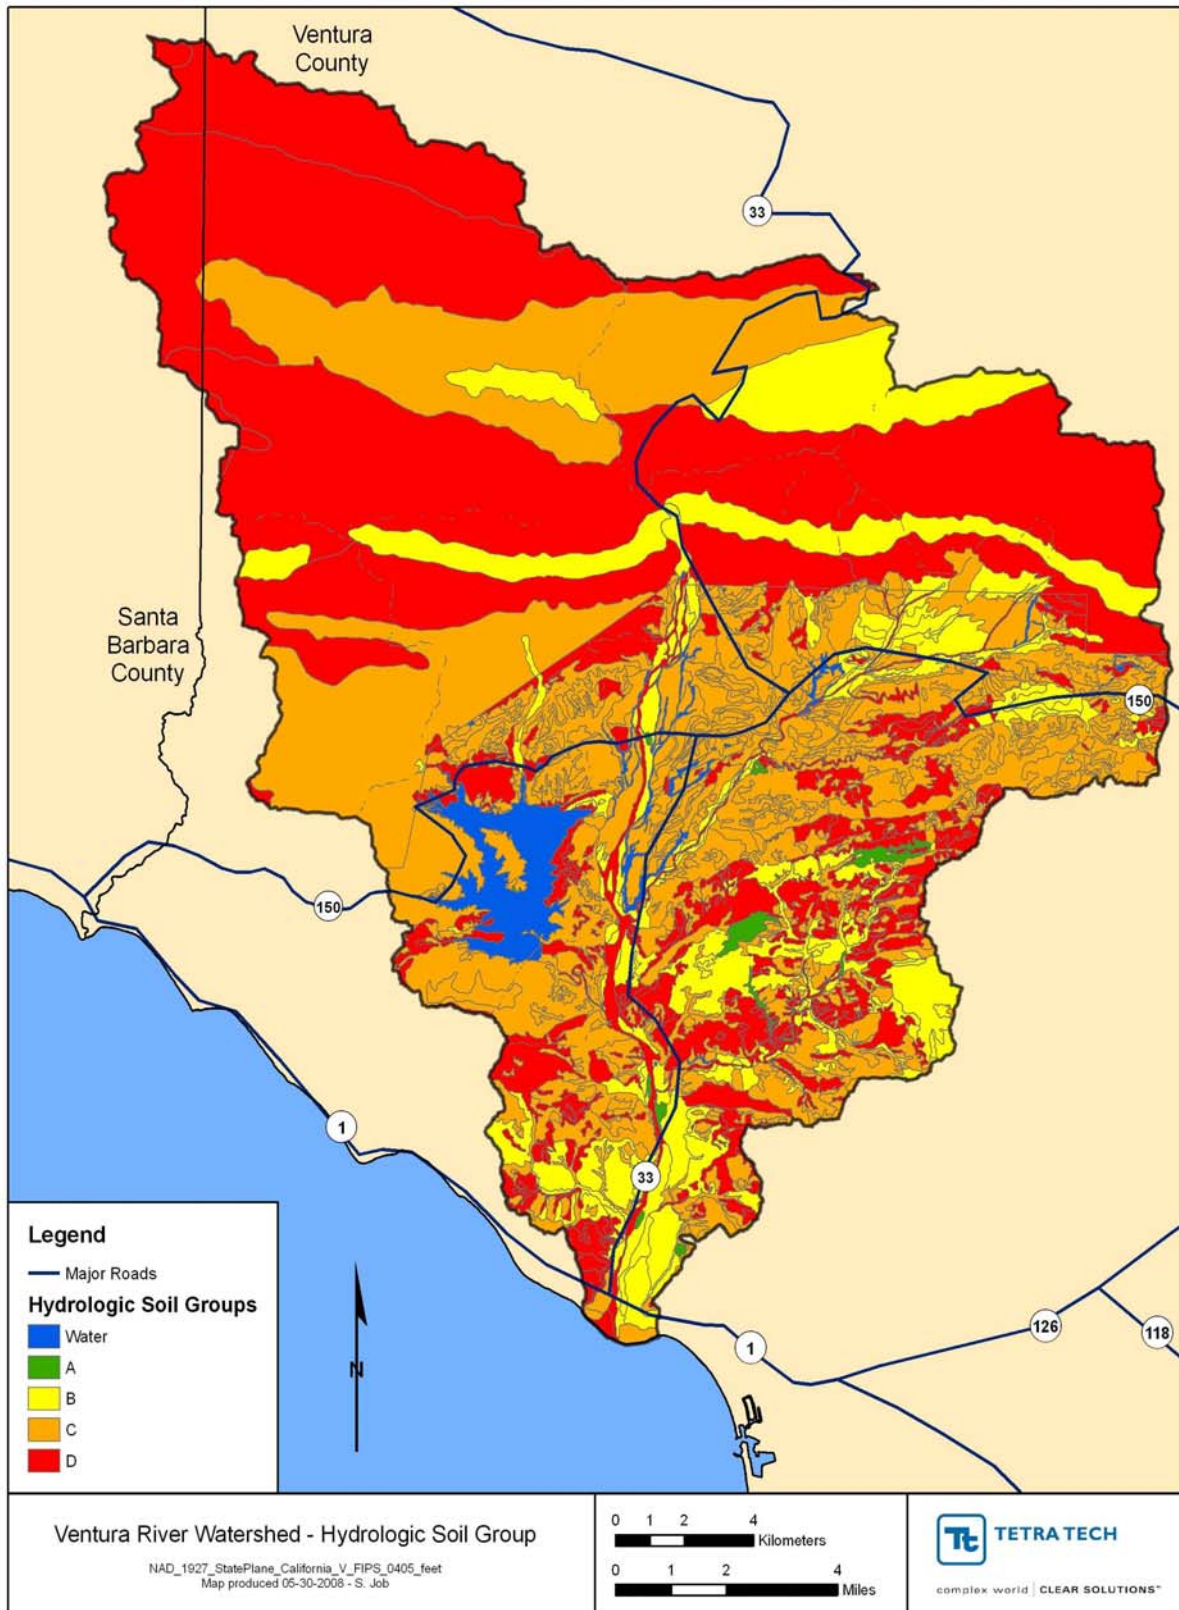 Ventura
County
33
Santa
Barbara
County
150
150
1
33
1
126
118
Legend
Major Roads
Hydrologic Soil Groups
Water
A
B
C
D
N
Ventura River Watershed - Hydrologic Soil Group
NAD_1927_StatePlane_California_V_FIPS_0405_feet
Map produced 05-30-2008 - S. Job
0 1 2 4
Kilometers
0 1 2 4
Miles
Tt TETRA TECH
complex world | CLEAR SOLUTIONS™